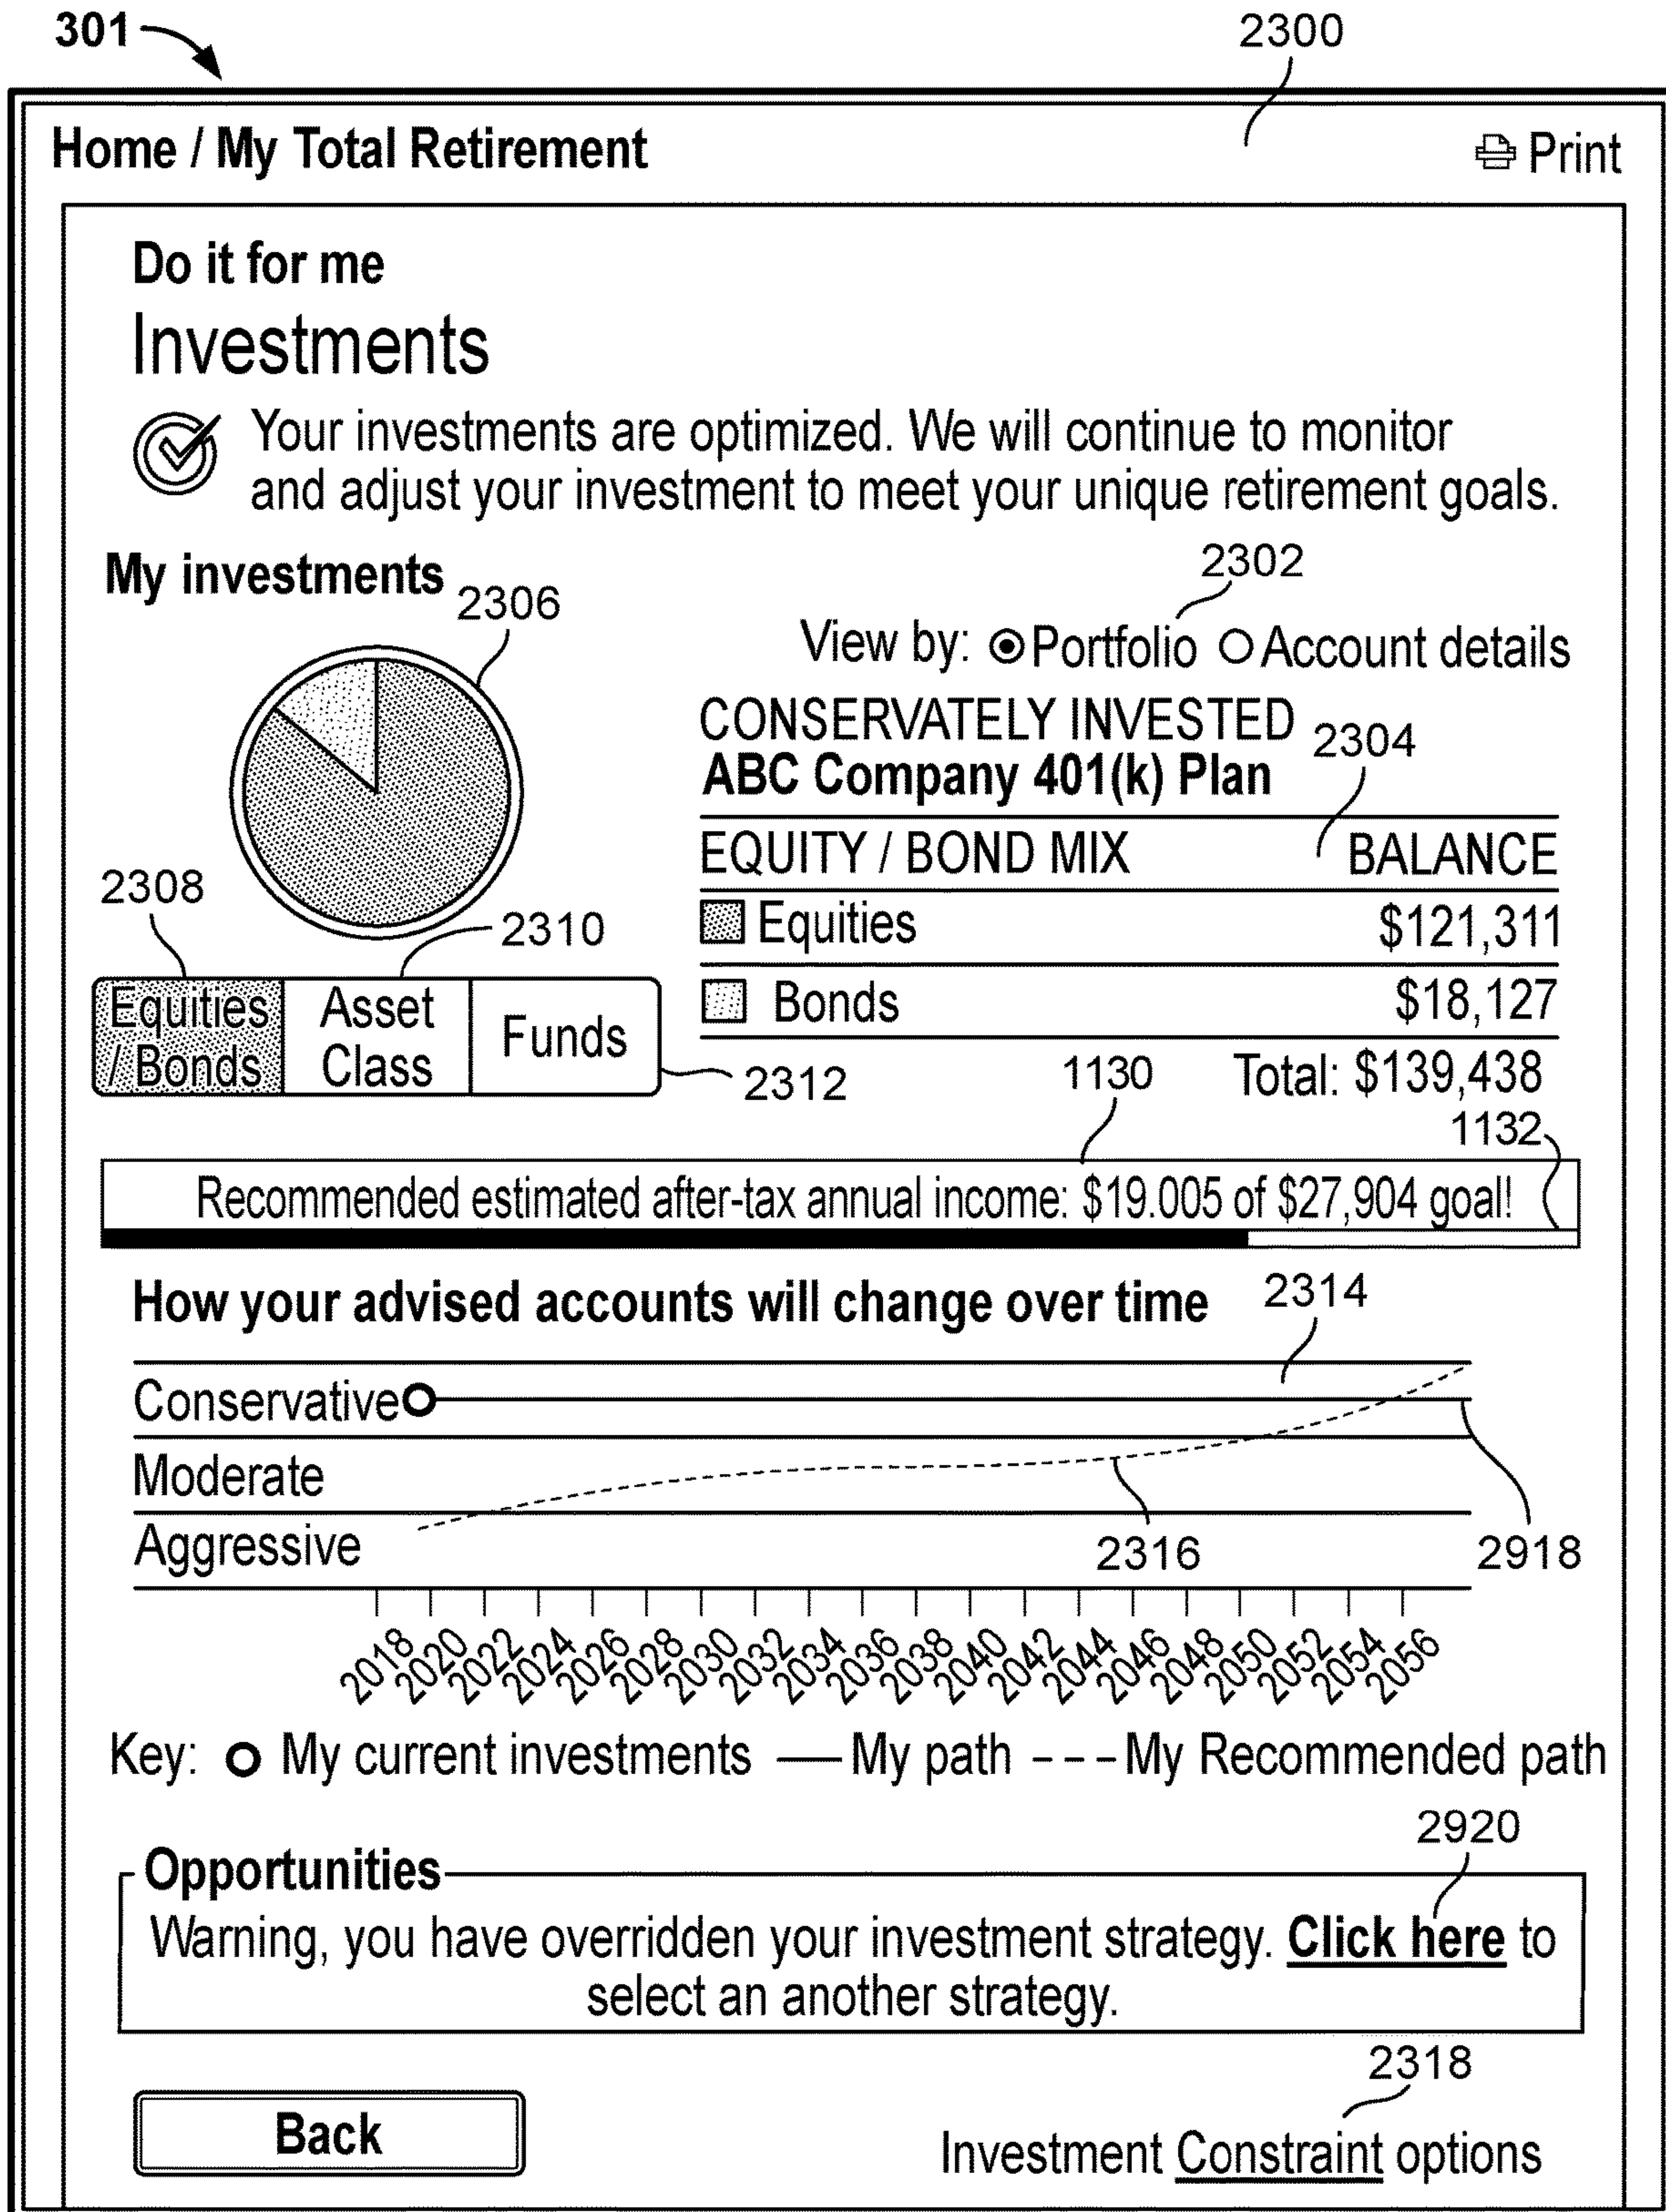 301
2300
Home / My Total Retirement
Print
Do it for me
Investments
Your investments are optimized. We will continue to monitor
and adjust your investment to meet your unique retirement goals.
My investments
2306
2302
View by: Portfolio Account details
CONSERVATELY INVESTED
2304
ABC Company 401(k) Plan
EQUITY / BOND MIX BALANCE
2308
2310
Equities $121,311
Equities
/ Bonds
Asset
Class
Funds
Bonds $18,127
2312
1130
Total: $139,438
1132
Recommended estimated after-tax annual income: $19.005 of $27,904 goal!
How your advised accounts will change over time
2314
Conservative
Moderate
Aggressive
2316
2918
2018 2020 2022 2024 2026 2028 2030 2032 2034 2036 2038 2040 2042 2044 2046 2048 2050 2052 2054 2056
Key: My current investments My path My Recommended path
2920
Opportunities
Warning, you have overridden your investment strategy. Click here to
select an another strategy.
2318
Back
Investment Constraint options